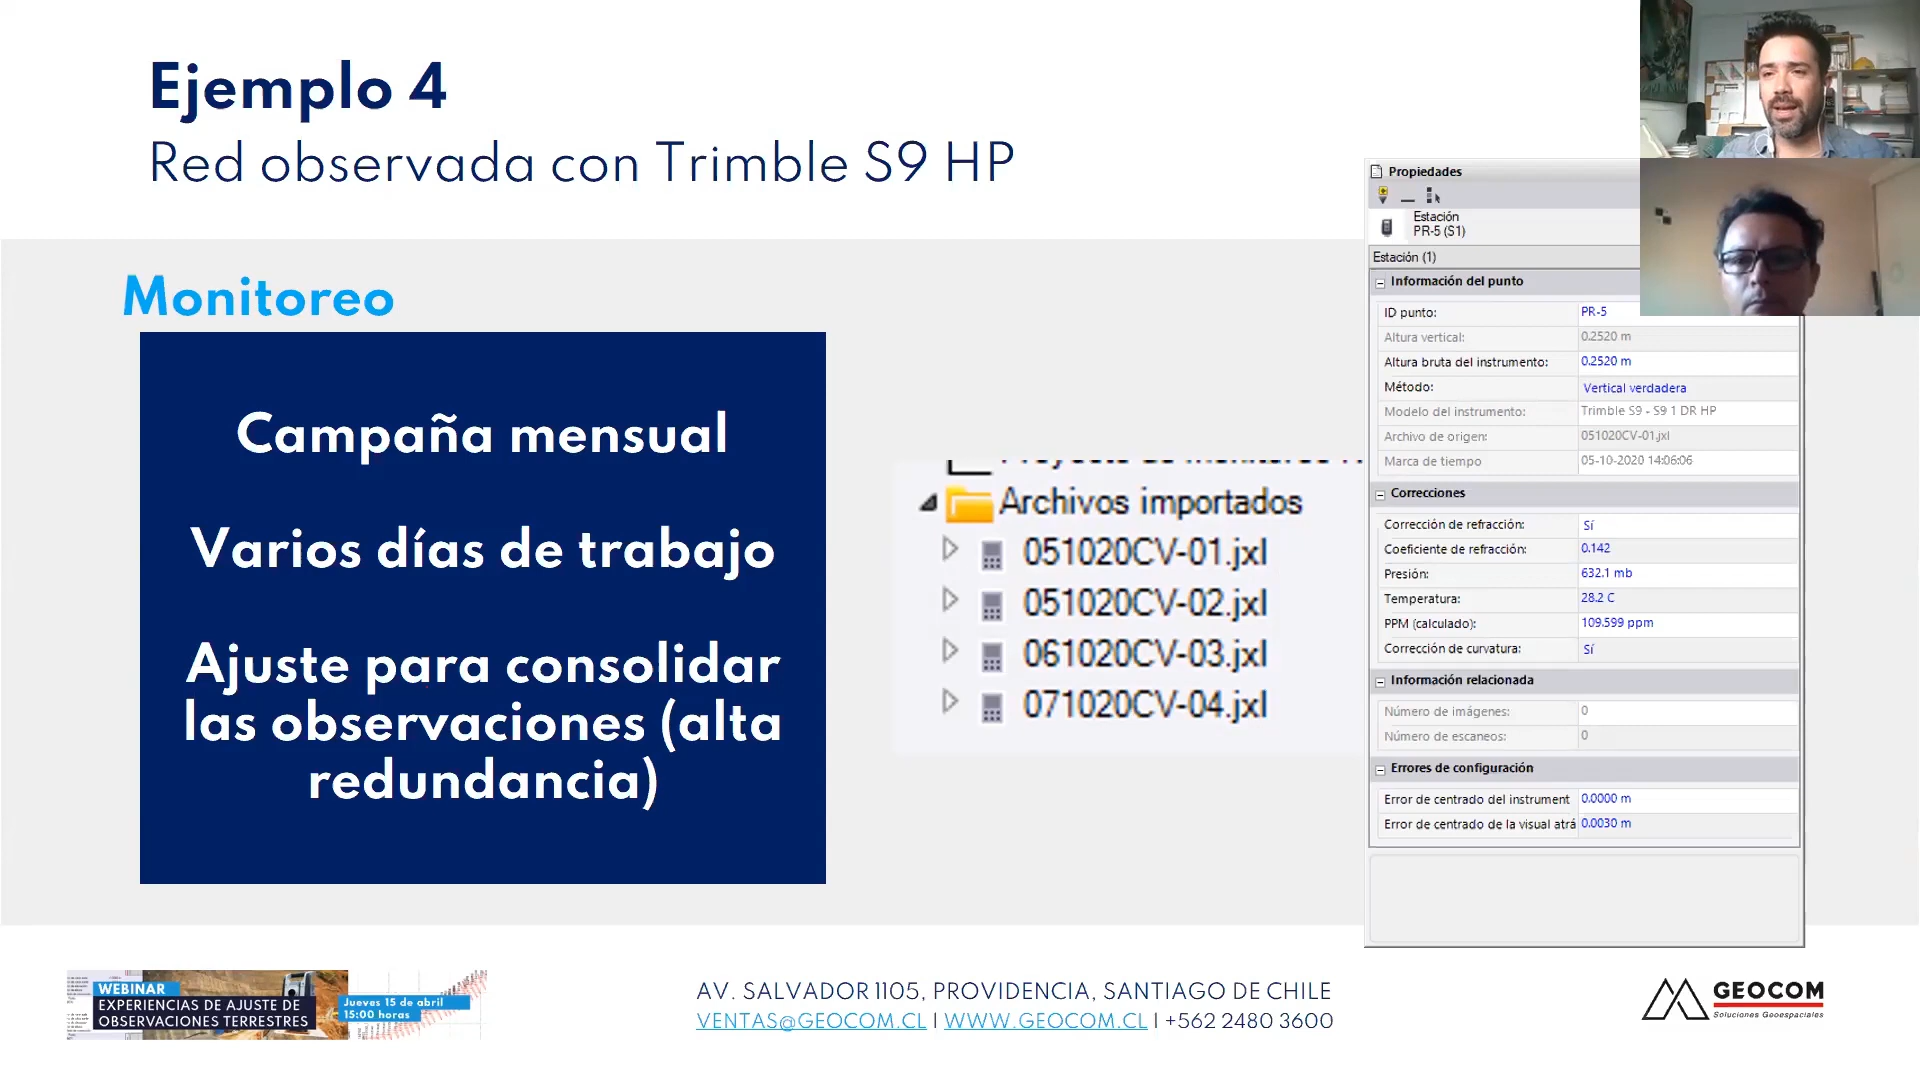 Ejemplo 4
Red observada con Trimble S9 HP
Monitoreo
Campaña mensual
Varios días de trabajo
Ajuste para consolidar
las observaciones (alta
redundancia)
Archivos importados
051020CV-01.jxl
051020CV-02.jxl
061020CV-03.jxl
071020CV-04.jxl
Propiedades
Estación
PR-5 (S1)
Estación (1)
Información del punto
ID punto: PR-5
Altura vertical: 0.2520 m
Altura bruta del instrumento: 0.2520 m
Método: Vertical verdadera
Modelo del instrumento: Trimble S9 - S9 1 DR HP
Archivo de origen: 051020CV-01.jxl
Marca de tiempo 05-10-2020 14:06:06
Correcciones
Corrección de refracción: Sí
Coeficiente de refracción: 0.142
Presión: 632.1 mb
Temperatura: 28.2 C
PPM (calculado): 109.599 ppm
Corrección de curvatura: Sí
Información relacionada
Número de imágenes: 0
Número de escaneos: 0
Errores de configuración
Error de centrado del instrument 0.0000 m
Error de centrado de la visual atrá 0.0030 m
WEBINAR
EXPERIENCIAS DE AJUSTE DE
OBSERVACIONES TERRESTRES
Jueves 15 de abril
15:00 horas
AV. SALVADOR 1105, PROVIDENCIA, SANTIAGO DE CHILE
VENTAS@GEOCOM.CL | WWW.GEOCOM.CL | +562 2480 3600
GEOCOM
Soluciones Geoespaciales